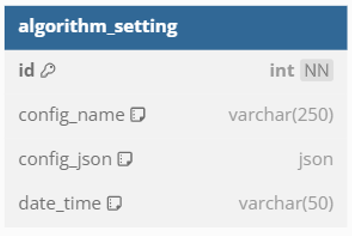 algorithm_setting
id int NN
config_name varchar(250)
config_json json
date_time varchar(50)